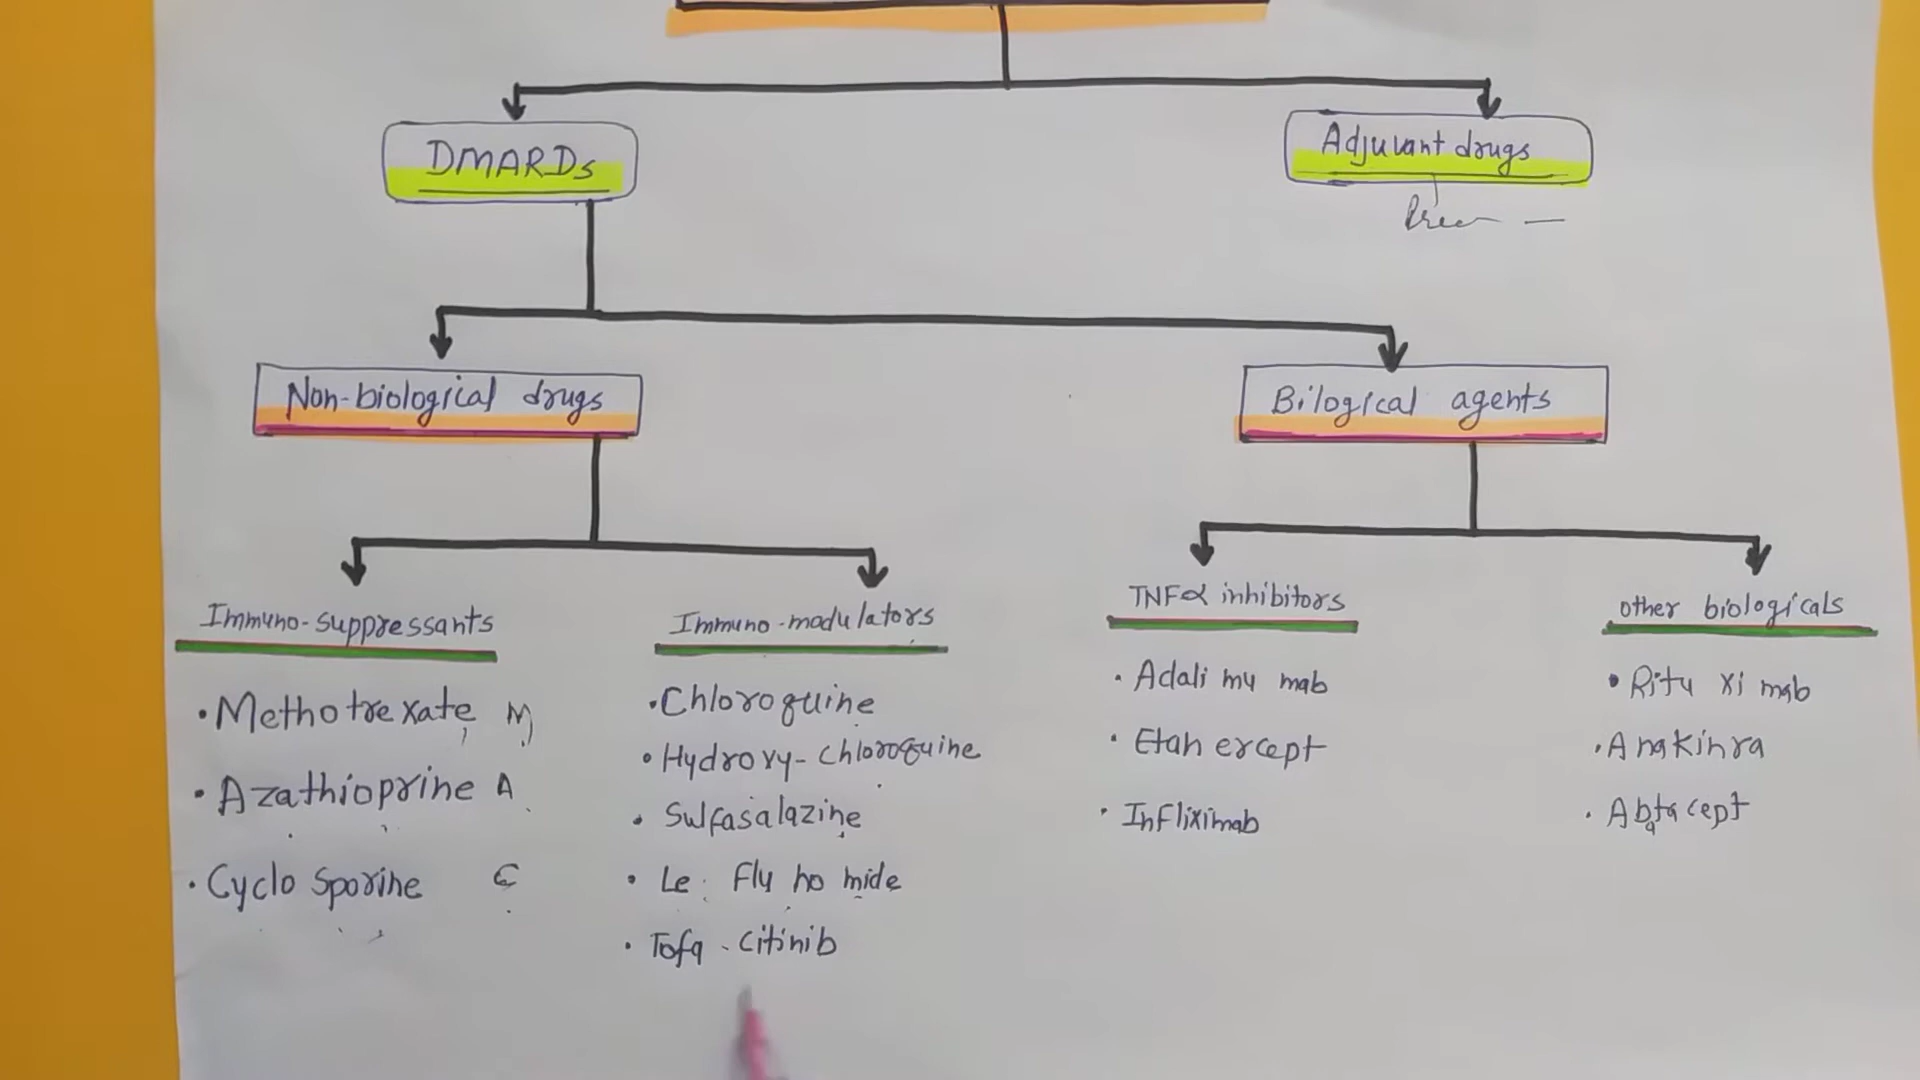 DMARDs
Adjuvant drugs
Non-biological drugs
Bilogical agents
Immuno-suppressants
• Methotrexate M
• Azathioprine A
• Cyclo sporine C
Immuno-modulators
• Chloroquine
• Hydroxy-chloroquine
• Sulfasalazine
• Le. Flu no mide
• Tofa - citinib
TNFα inhibitors
• Adali mu mab
• Etan ercept
• Infliximab
other biologicals
• Ritu xi mab
• Anakinra
• Abtacept